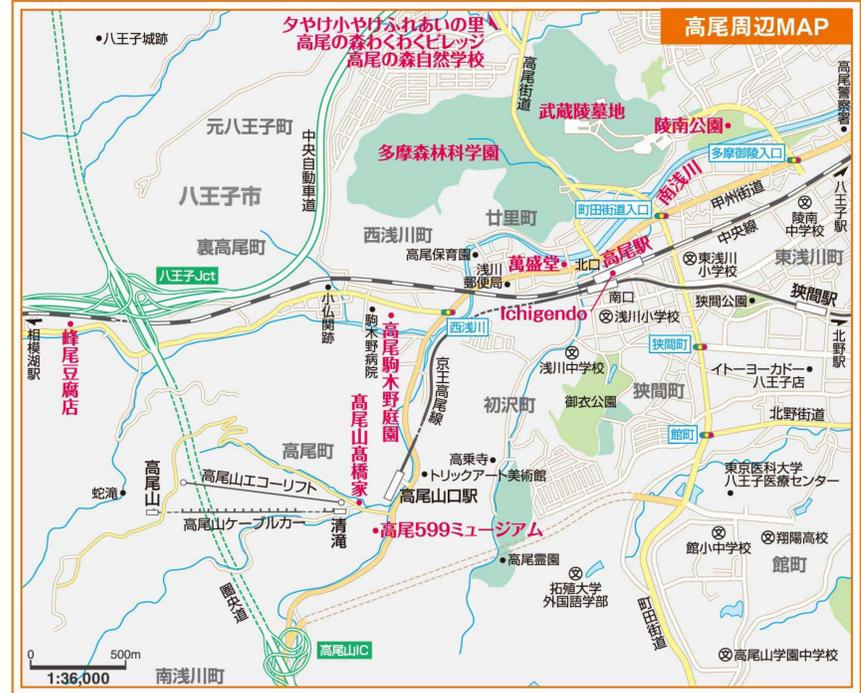 高尾周辺MAP
夕やけ小やけふれあいの里
高尾の森わくわくビレッジ
高尾の森自然学校
八王子城跡
高尾街道
高尾警察署
武蔵陵墓地
陵南公園
元八王子町
中央自動車道
多摩森林科学園
多摩御陵入口
南浅川
八王子市
町田街道入口
甲州街道
八王子駅
陵南
中学校
廿里町
西浅川町
中央線
裏高尾町
高尾保育園
萬盛堂
北口
高尾駅
東浅川
小学校
東浅川町
八王子Jct
浅川
郵便局
南口
狭間公園
狭間駅
小仏関跡
駒木野病院
西浅川
Ichigendo
浅川小学校
相模湖駅
峰尾豆腐店
高尾駒木野庭園
京王高尾線
浅川中学校
狭間町
北野駅
イトーヨーカドー
八王子店
初沢町
御衣公園
狭間町
北野街道
館町
高尾町
髙尾山髙橋家
高乗寺
トリックアート美術館
東京医科大学
八王子医療センター
高尾山
高尾山エコーリフト
高尾山口駅
蛇滝
高尾山ケーブルカー
清滝
高尾599ミュージアム
館小中学校
翔陽高校
館町
高尾霊園
拓殖大学
外国語学部
圏央道
町田街道
高尾山IC
高尾山学園中学校
南浅川町
0 500m
1:36,000